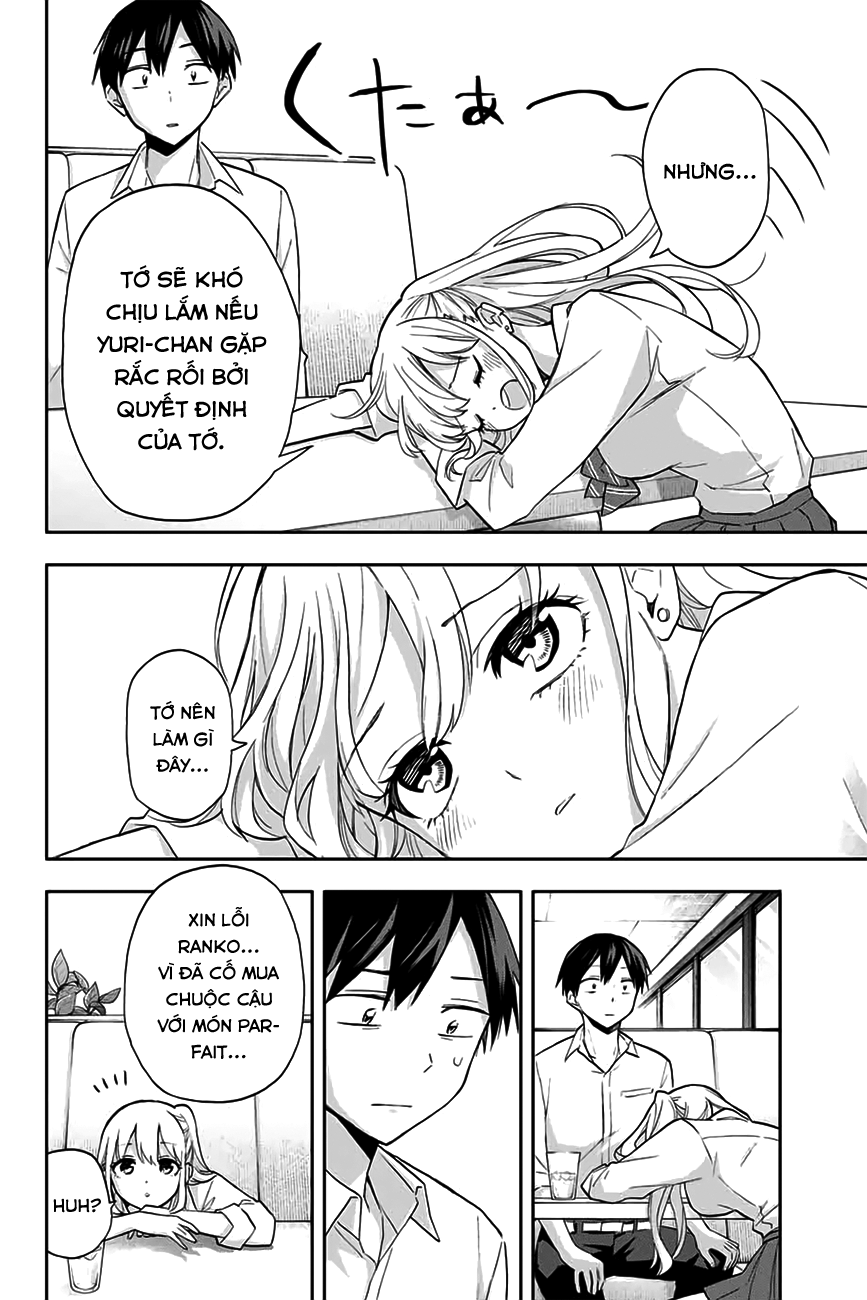 NHƯNG...
くたぁ～
TỚ SẼ KHÓ
CHỊU LẮM NẾU
YURI-CHAN GẶP
RẮC RỐI BỞI
QUYẾT ĐỊNH
CỦA TỚ.
TỚ NÊN
LÀM GÌ
ĐÂY...
XIN LỖI
RANKO...
VÌ ĐÃ CỐ MUA
CHUỘC CẬU
VỚI MÓN PAR-
FAIT...
HUH?